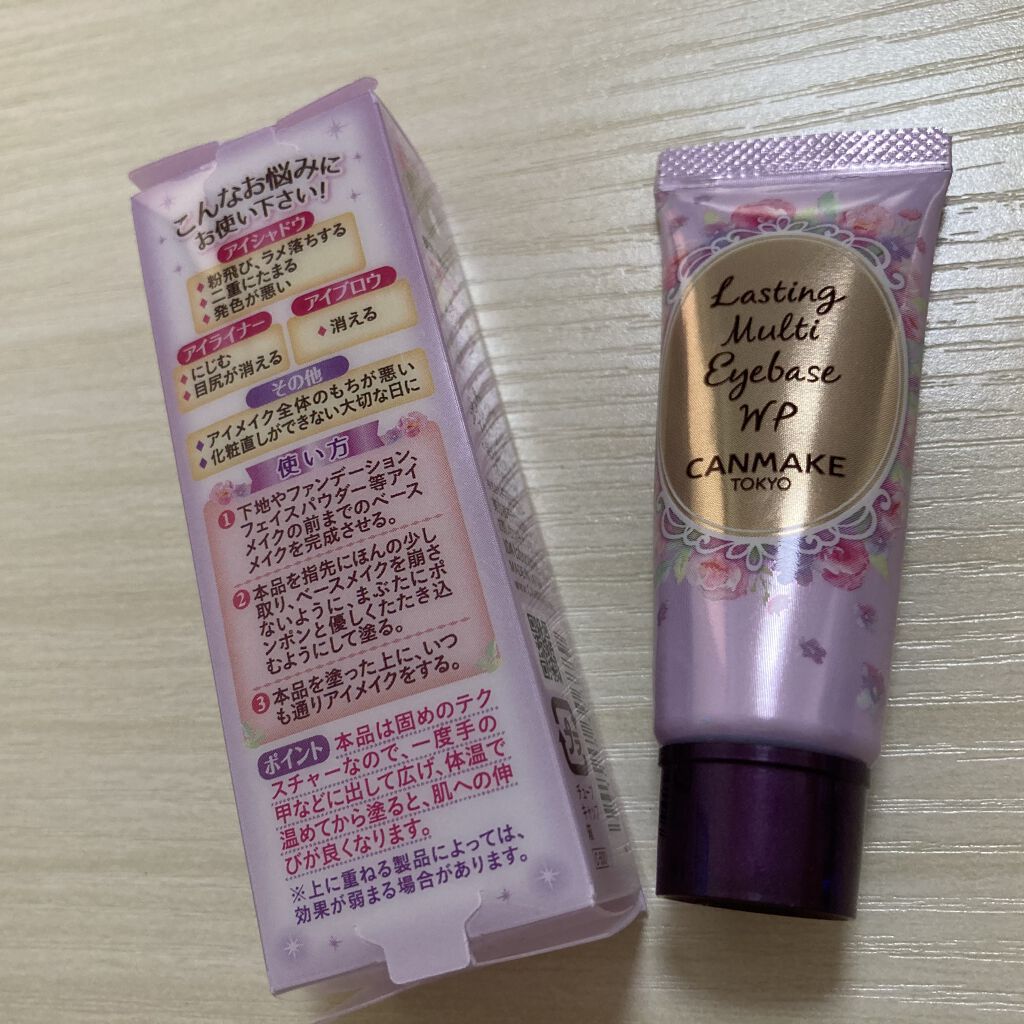 こんなお悩みに
お使い下さい!
アイシャドウ
粉飛び、ラメ落ちする
二重にたまる
発色が悪い
アイブロウ
消える
アイライナー
にじむ
目尻が消える
その他
アイメイク全体のもちが悪い
化粧直しができない大切な日に
使い方
1 下地やファンデーション、
フェイスパウダー等アイ
メイクの前までのベース
メイクを完成させる。
2 本品を指先にほんの少し
取り、ベースメイクを崩さ
ないように、まぶたにポ
ンポンと優しくたたき込
むようにして塗る。
3 本品を塗った上に、いつ
も通りアイメイクをする。
ポイント 本品は固めのテク
スチャーなので、一度手の
甲などに出して広げ、体温で
温めてから塗ると、肌への伸
びが良くなります。
※上に重ねる製品によっては、
効果が弱まる場合があります。
Lasting
Multi
Eyebase
WP
CANMAKE
TOKYO